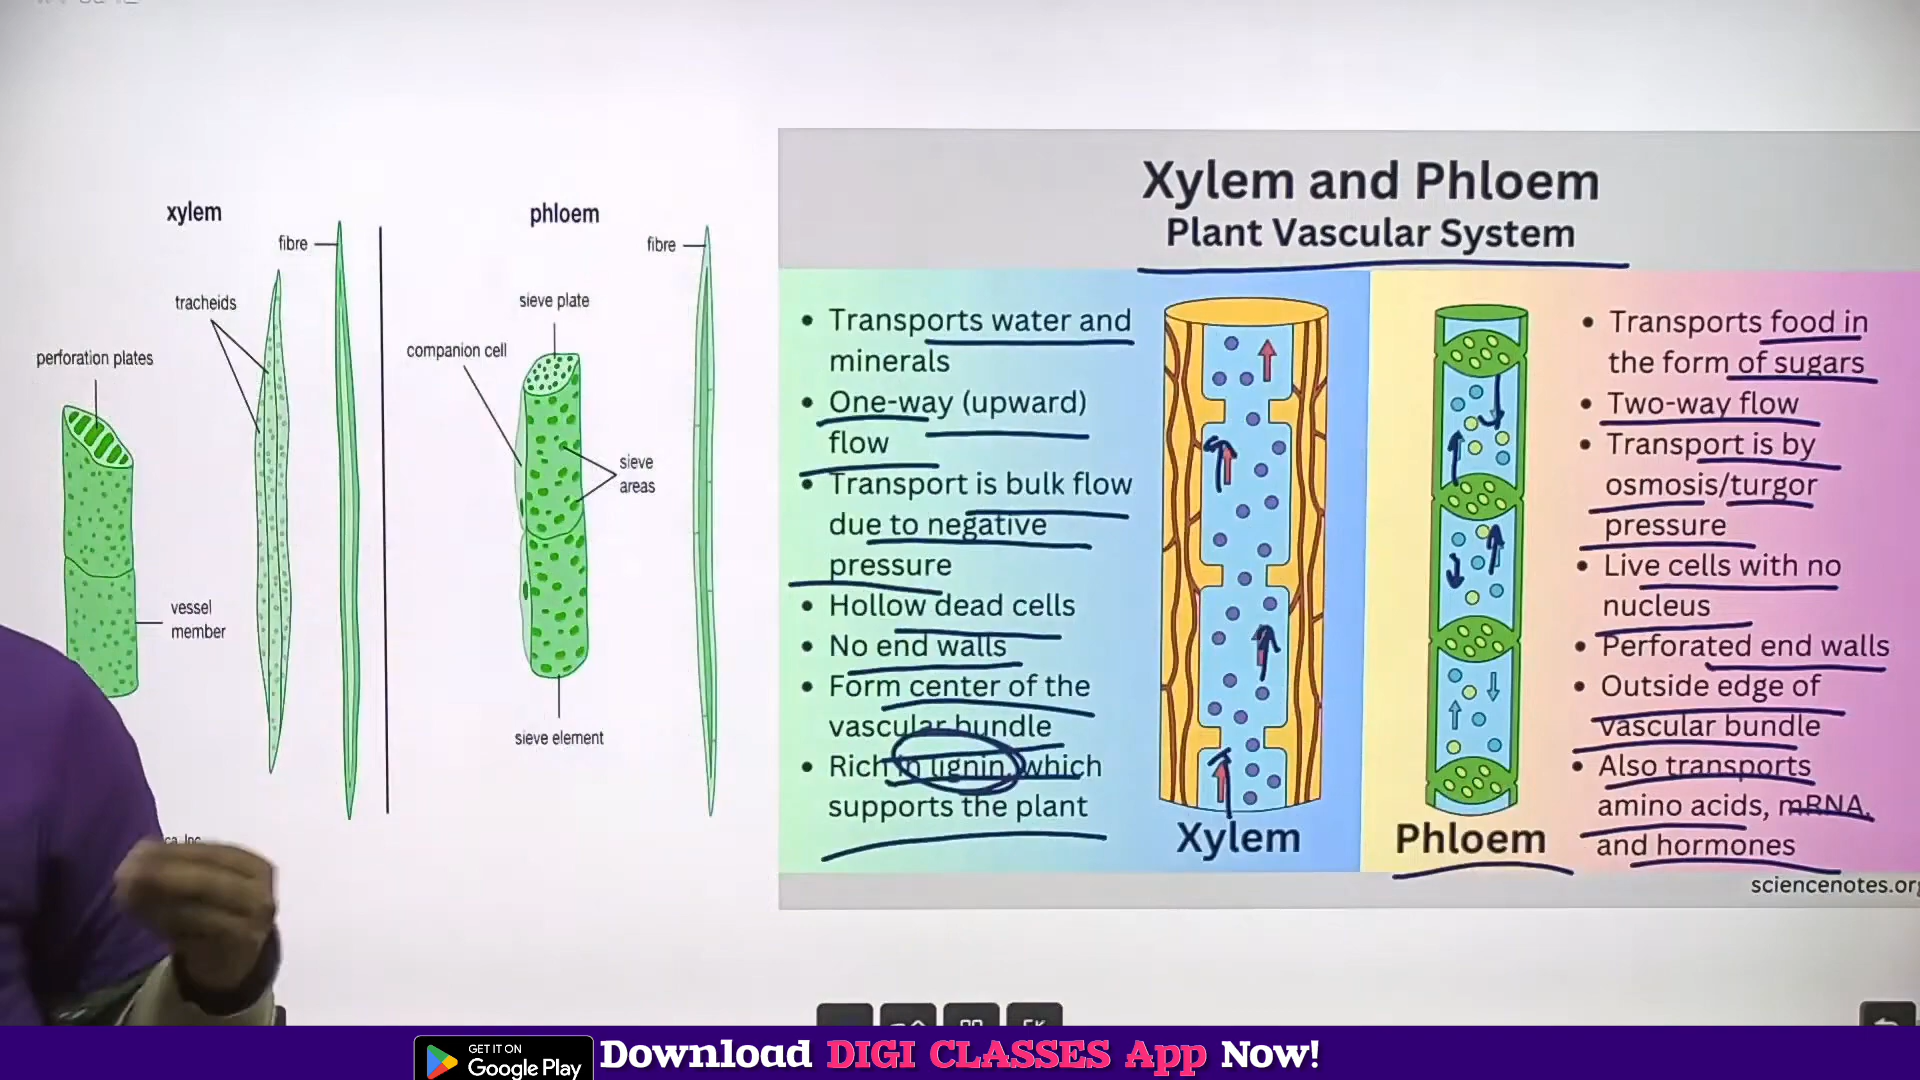 xylem
fibre
tracheids
perforation plates
vessel
member
phloem
fibre
sieve plate
companion cell
sieve
areas
sieve element
ca, Inc.
Xylem and Phloem
Plant Vascular System
• Transports water and
minerals
• One-way (upward)
flow
• Transport is bulk flow
due to negative
pressure
• Hollow dead cells
• No end walls
• Form center of the
vascular bundle
• Rich in lignin, which
supports the plant
Xylem
Phloem
• Transports food in
the form of sugars
• Two-way flow
• Transport is by
osmosis/turgor
pressure
• Live cells with no
nucleus
• Perforated end walls
• Outside edge of
vascular bundle
• Also transports
amino acids, mRNA,
and hormones
sciencenotes.org
GET IT ON
Google Play
Download DIGI CLASSES App Now!